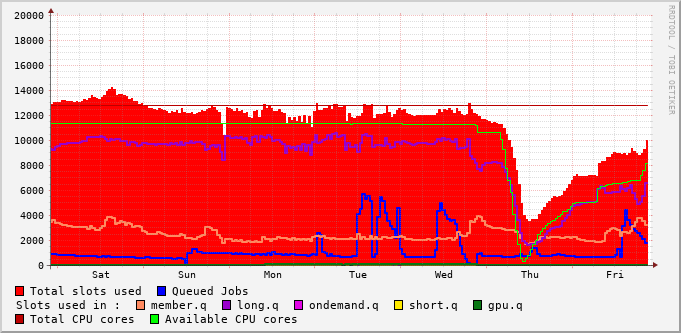 RRDTOOL / TOBI OETIKER
20000
18000
16000
14000
12000
10000
8000
6000
4000
2000
0
Sat Sun Mon Tue Wed Thu Fri
Total slots used Queued Jobs
Slots used in : member.q long.q ondemand.q short.q gpu.q
Total CPU cores Available CPU cores